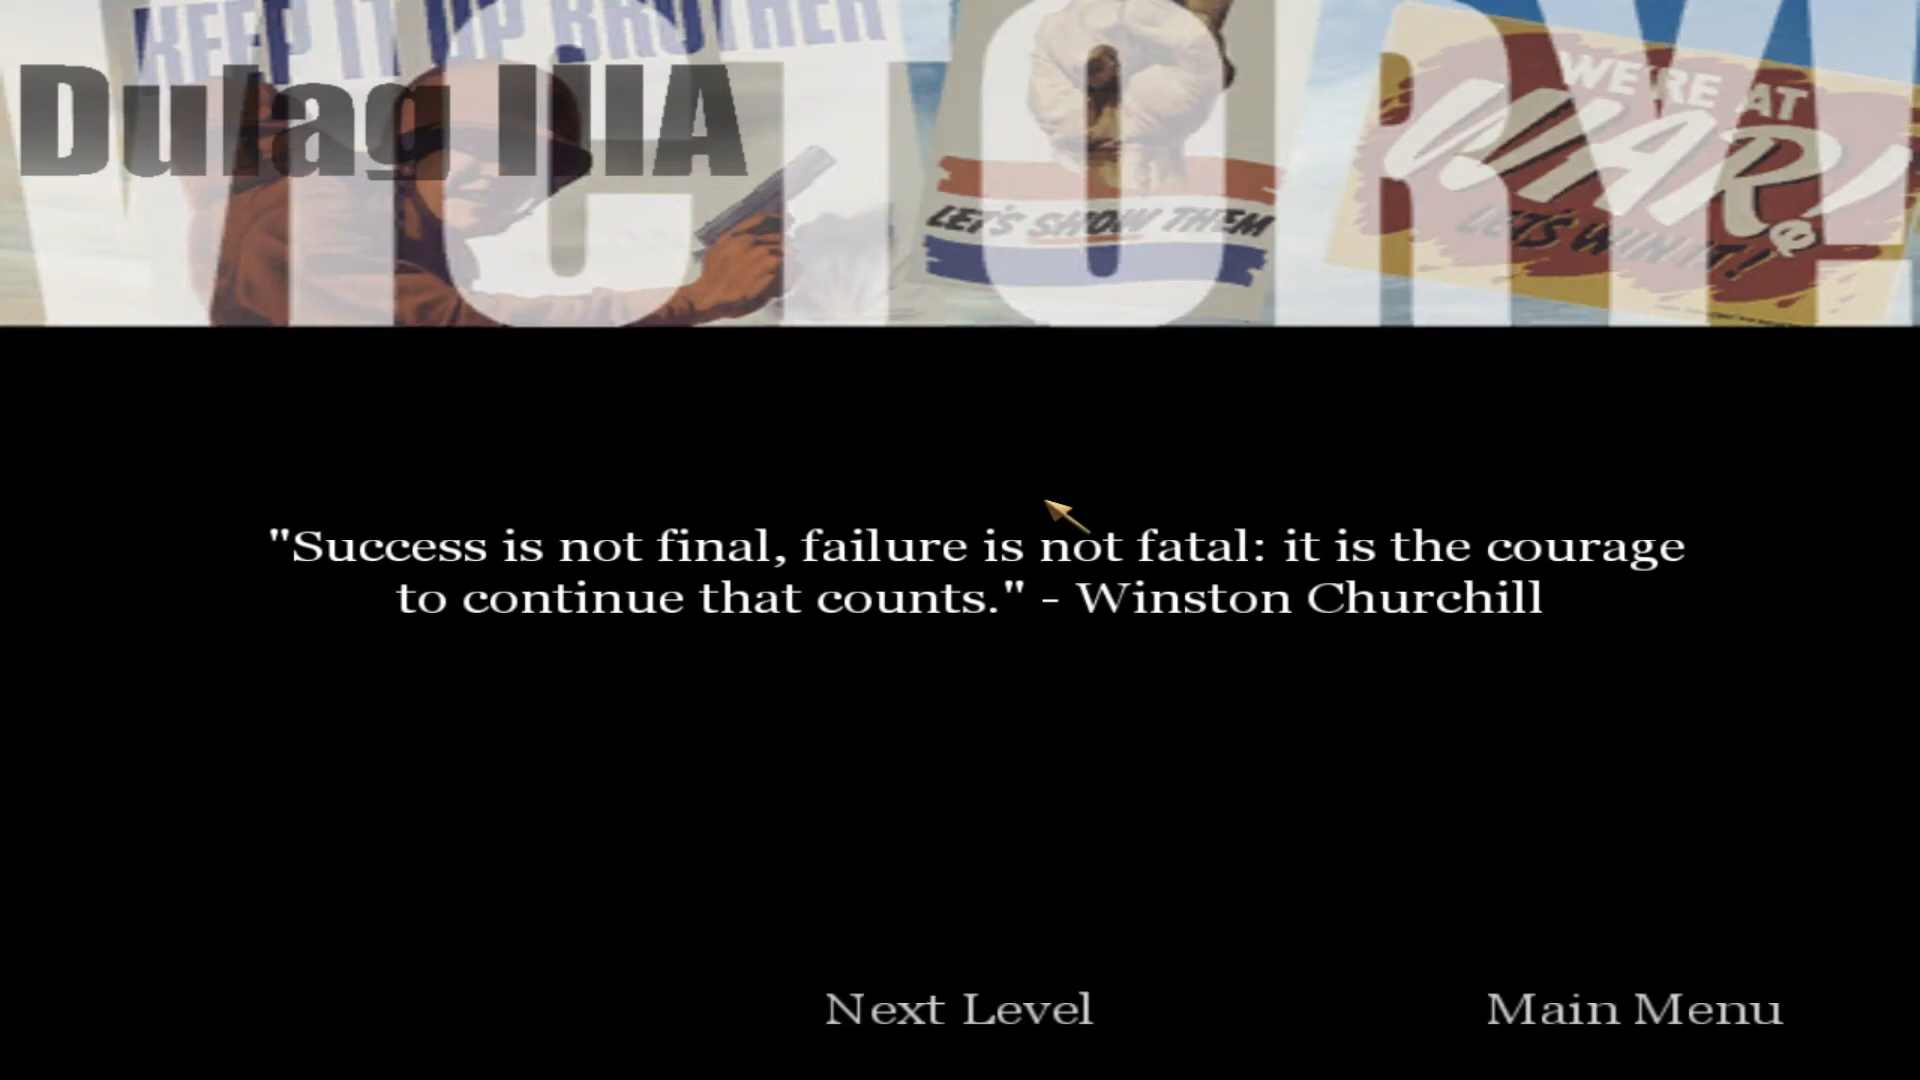 KEEP IT UP BROTHER
VICTORY
Dulag IIIA
WE'RE AT
WAR!
LET'S SHOW THEM
LET'S WIN IT!
"Success is not final, failure is not fatal: it is the courage
to continue that counts." - Winston Churchill
Next Level
Main Menu